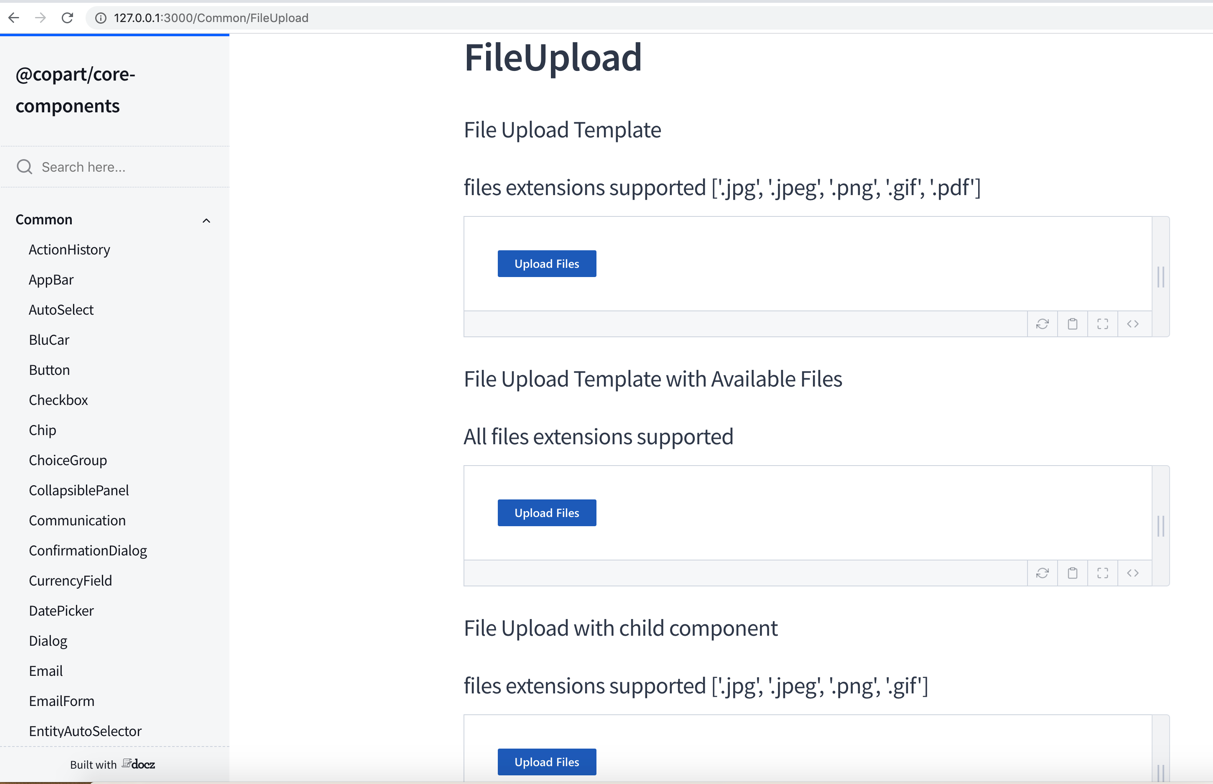 127.0.0.1:3000/Common/FileUpload
@copart/core-
components
Search here...
Common
ActionHistory
AppBar
AutoSelect
BluCar
Button
Checkbox
Chip
ChoiceGroup
CollapsiblePanel
Communication
ConfirmationDialog
CurrencyField
DatePicker
Dialog
Email
EmailForm
EntityAutoSelector
Built with docz
FileUpload
File Upload Template
files extensions supported ['.jpg', '.jpeg', '.png', '.gif', '.pdf']
Upload Files
File Upload Template with Available Files
All files extensions supported
Upload Files
File Upload with child component
files extensions supported ['.jpg', '.jpeg', '.png', '.gif']
Upload Files